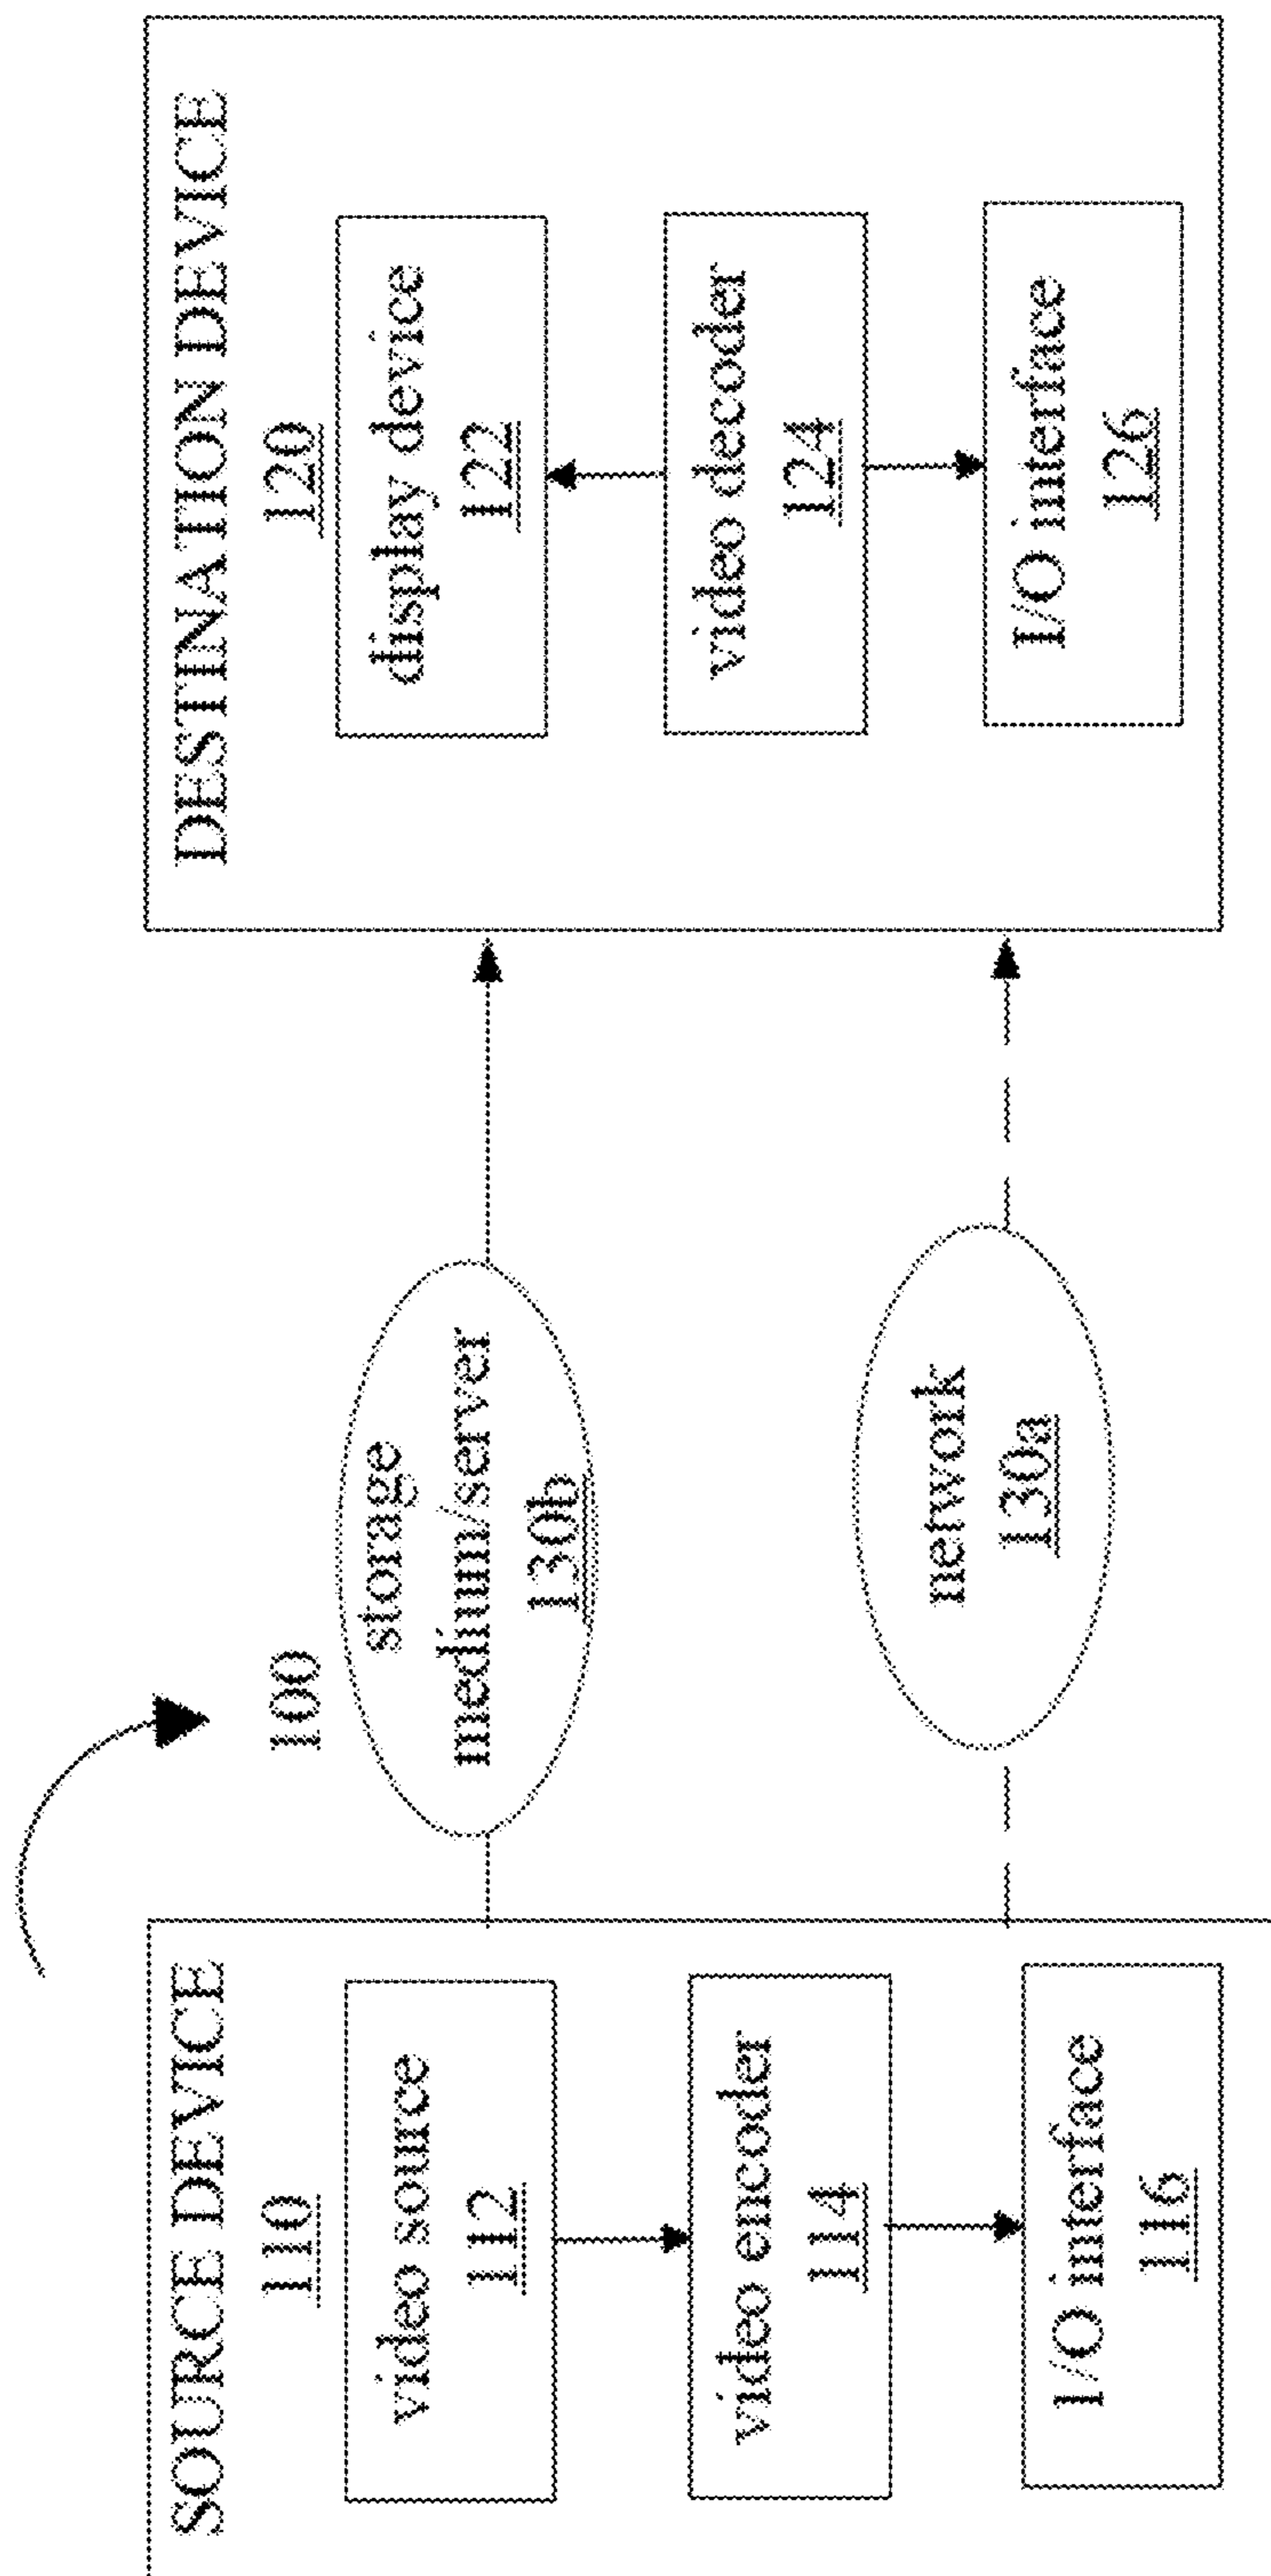 100
SOURCE DEVICE
110
video source
112
video encoder
114
I/O interface
116
storage
medium/server
130b
network
130a
DESTINATION DEVICE
120
display device
122
video decoder
124
I/O interface
126